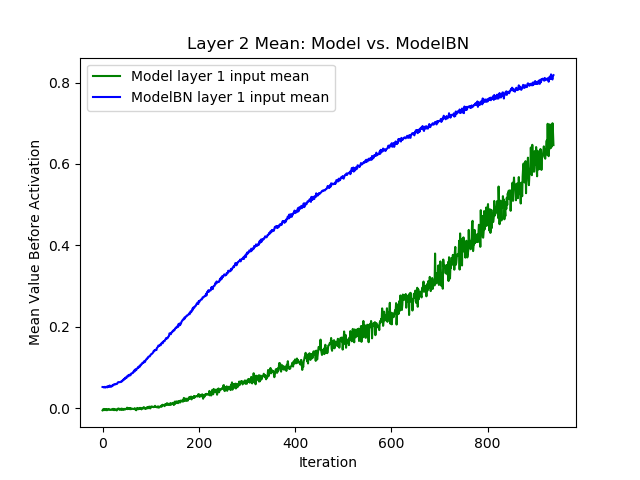 Layer 2 Mean: Model vs. ModelBN
Model layer 1 input mean
ModelBN layer 1 input mean
Mean Value Before Activation
0.8
0.6
0.4
0.2
0.0
0 200 400 600 800
Iteration